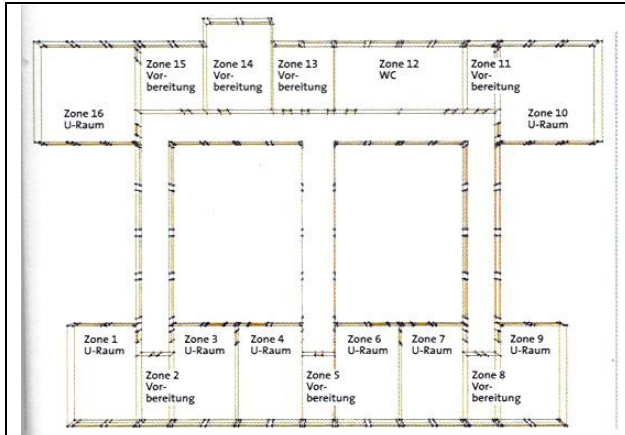 Zone 15
Vor-
bereitung
Zone 14
Vor-
bereitung
Zone 13
Vor-
bereitung
Zone 12
WC
Zone 11
Vor-
bereitung
Zone 16
U-Raum
Zone 10
U-Raum
Zone 1
U-Raum
Zone 2
Vor-
bereitung
Zone 3
U-Raum
Zone 4
U-Raum
Zone 5
Vor-
bereitung
Zone 6
U-Raum
Zone 7
U-Raum
Zone 8
Vor-
bereitung
Zone 9
U-Raum